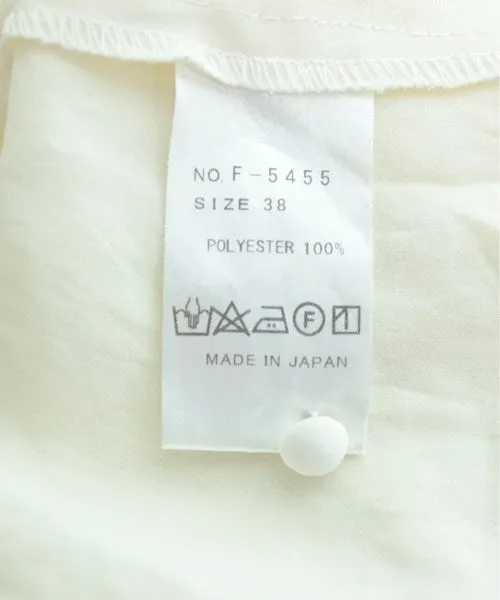 NO. F-5455
SIZE 38
POLYESTER 100%
F
MADE IN JAPAN